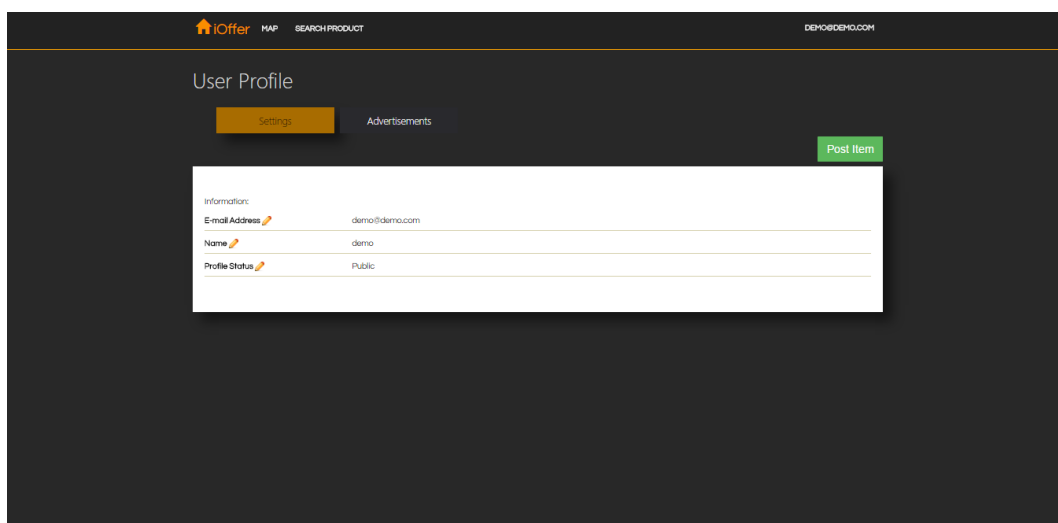 iOffer MAP SEARCH PRODUCT DEMO@DEMO.COM
User Profile
Settings Advertisements
Post Item
Information:
E-mail Address demo@demo.com
Name demo
Profile Status Public